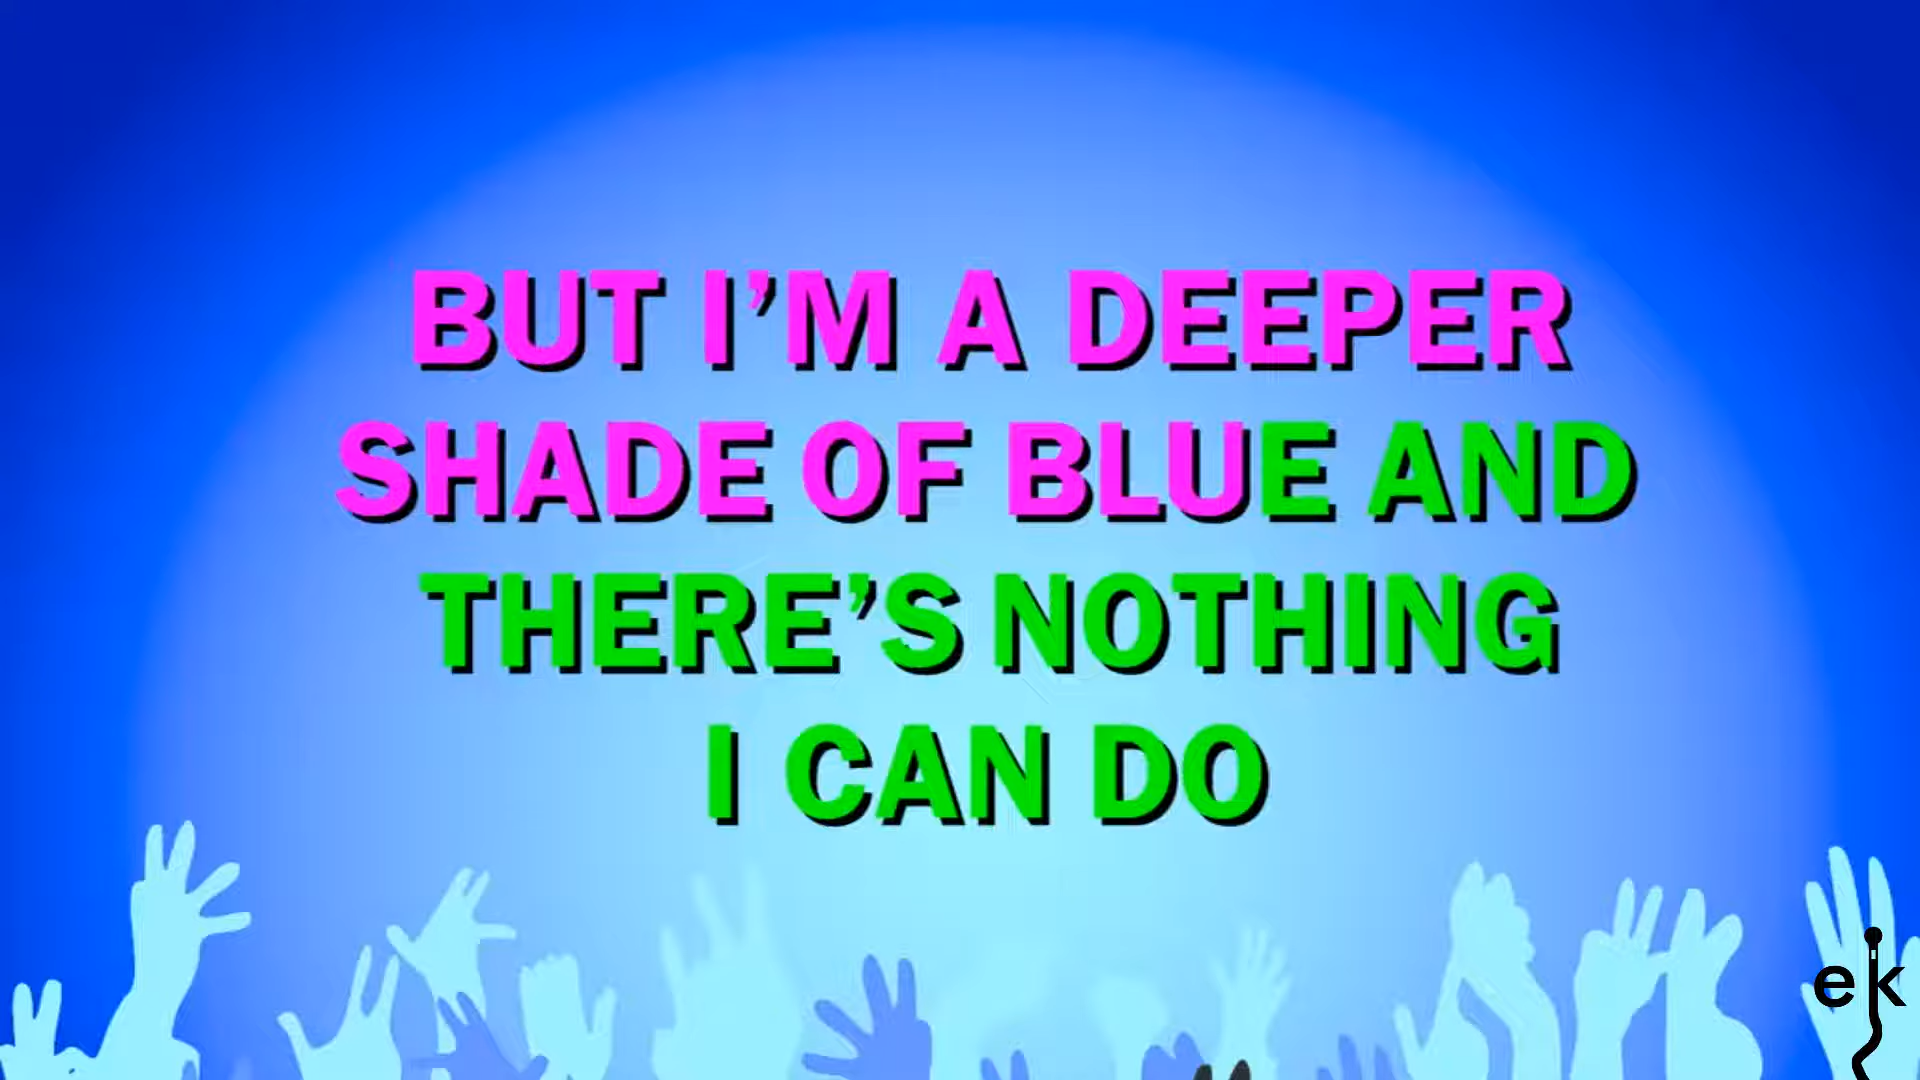 BUT I’M A DEEPER
SHADE OF BLUE AND
THERE’S NOTHING
I CAN DO
ek